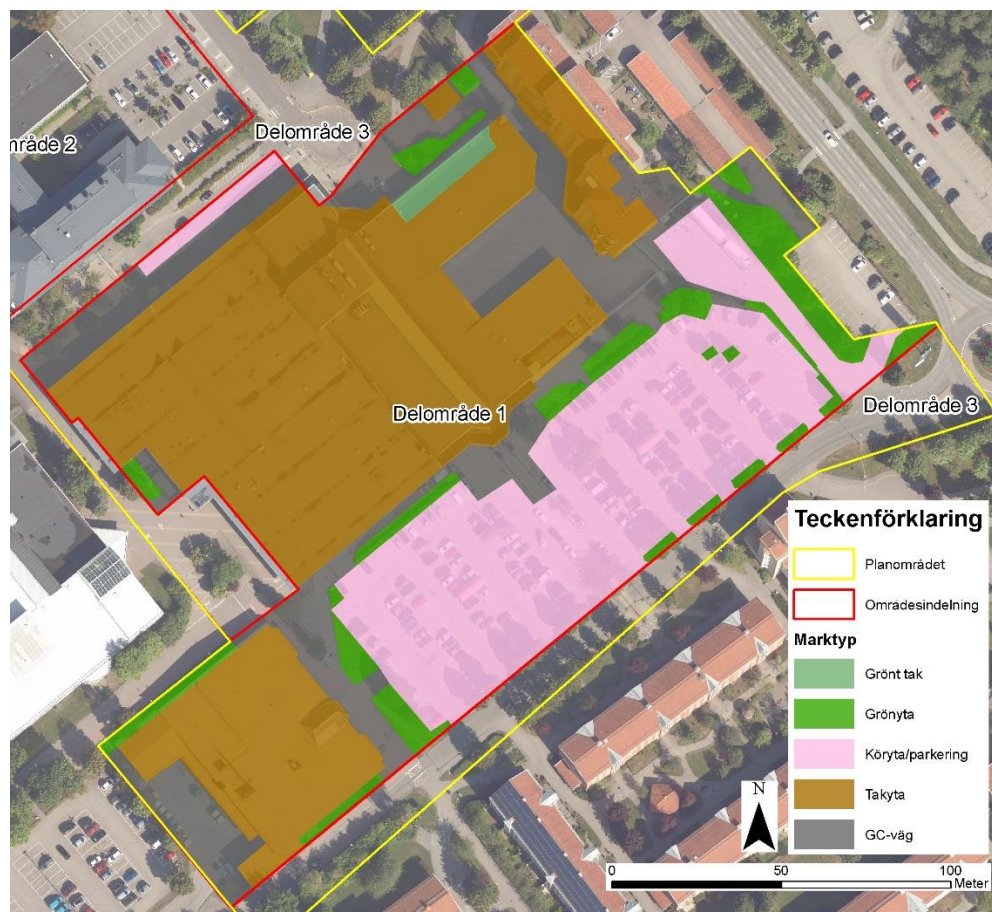 Delområde 3
mråde 2
Delområde 1
Delområde 3
Teckenförklaring
Planområdet
Områdesindelning
Marktyp
Grönt tak
Grönyta
Köryta/parkering
Takyta
GC-väg
N
0 50 100
Meter